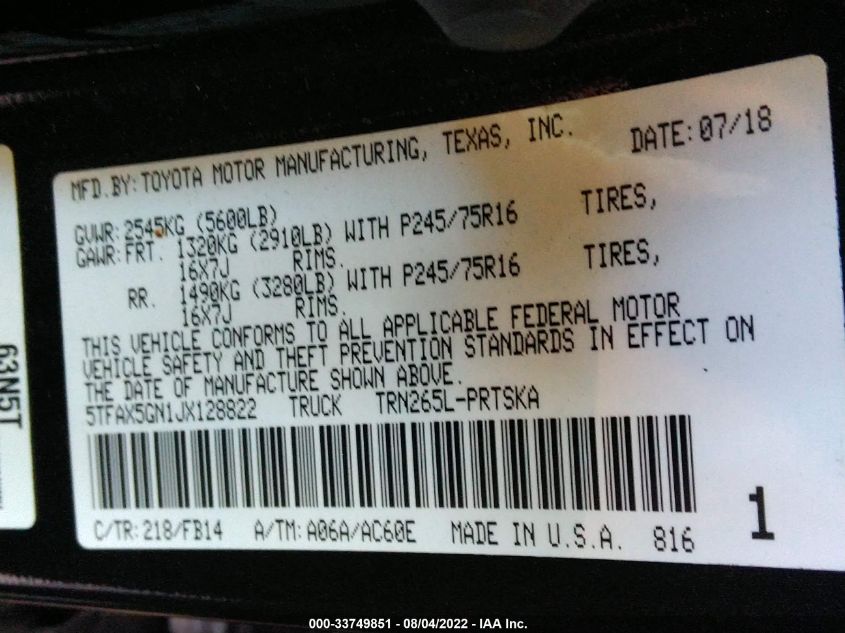 MFD.BY:TOYOTA MOTOR MANUFACTURING, TEXAS, INC. DATE:07/18
GVWR:2545KG (5600LB)
GAWR:FRT. 1320KG (2910LB) WITH P245/75R16 TIRES,
16X7J RIMS.
RR. 1490KG (3280LB) WITH P245/75R16 TIRES,
16X7J RIMS.
THIS VEHICLE CONFORMS TO ALL APPLICABLE FEDERAL MOTOR
VEHICLE SAFETY AND THEFT PREVENTION STANDARDS IN EFFECT ON
THE DATE OF MANUFACTURE SHOWN ABOVE.
5TFAX5GN1JX128822 TRUCK TRN265L-PRTSKA
C/TR:218/FB14 A/TM:A06A/AC60E MADE IN U.S.A. 816
1
63N5T
000-33749851 - 08/04/2022 - IAA Inc.